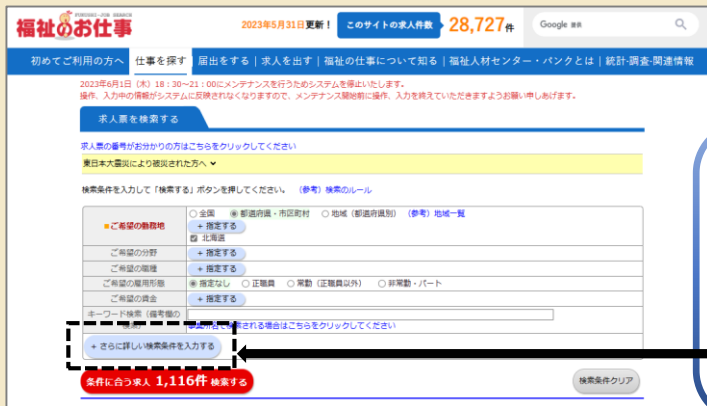 FUKUSHI-JOB SEARCH
福祉のお仕事
2023年5月31日更新！ このサイトの求人件数 28,727件
Google 検索
初めてご利用の方へ 仕事を探す 届出をする 求人を出す 福祉の仕事について知る 福祉人材センター・バンクとは 統計・調査・関連情報
2023年6月1日（木）18：30～21：00にメンテナンスを行うためシステムを停止いたします。
操作、入力中の情報がシステムに反映されなくなりますので、メンテナンス開始前に操作、入力を終えていただきますようお願い申しあげます。
求人票を検索する
求人票の番号がお分かりの方はこちらをクリックしてください
東日本大震災により被災された方へ
検索条件を入力して「検索する」ボタンを押してください。 （参考）検索のルール
■ご希望の勤務地 全国 都道府県・市区町村 地域（都道府県別） （参考）地域一覧
+ 指定する
北海道
ご希望の分野 + 指定する
ご希望の職種 + 指定する
ご希望の雇用形態 指定なし 正職員 常勤（正職員以外） 非常勤・パート
ご希望の賃金 + 指定する
キーワード検索（備考欄の
検索される場合はこちらをクリックしてください
+ さらに詳しい検索条件を入力する
条件に合う求人 1,116件 検索する
検索条件クリア